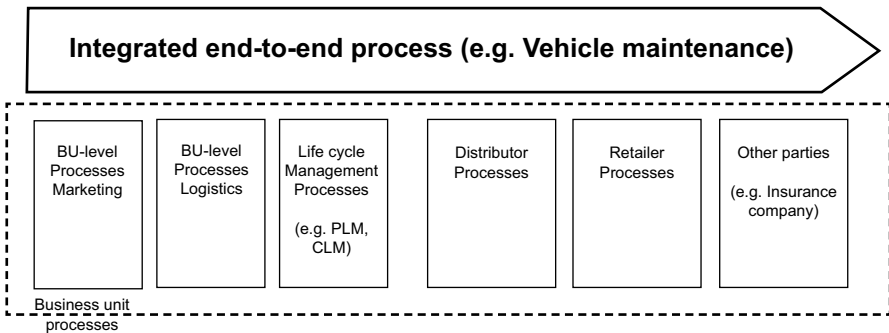 Integrated end-to-end process (e.g. Vehicle maintenance)
BU-level
Processes
Marketing
BU-level
Processes
Logistics
Life cycle
Management
Processes
(e.g. PLM,
CLM)
Distributor
Processes
Retailer
Processes
Other parties
(e.g. Insurance
company)
Business unit
processes